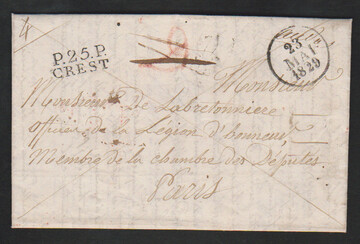 P.25.P.
CREST
23
MAI
1829
Monsieur
Monsieur De Labretonniere
officier de la Légion d'honneur
Membre de la chambre des Députés
Paris